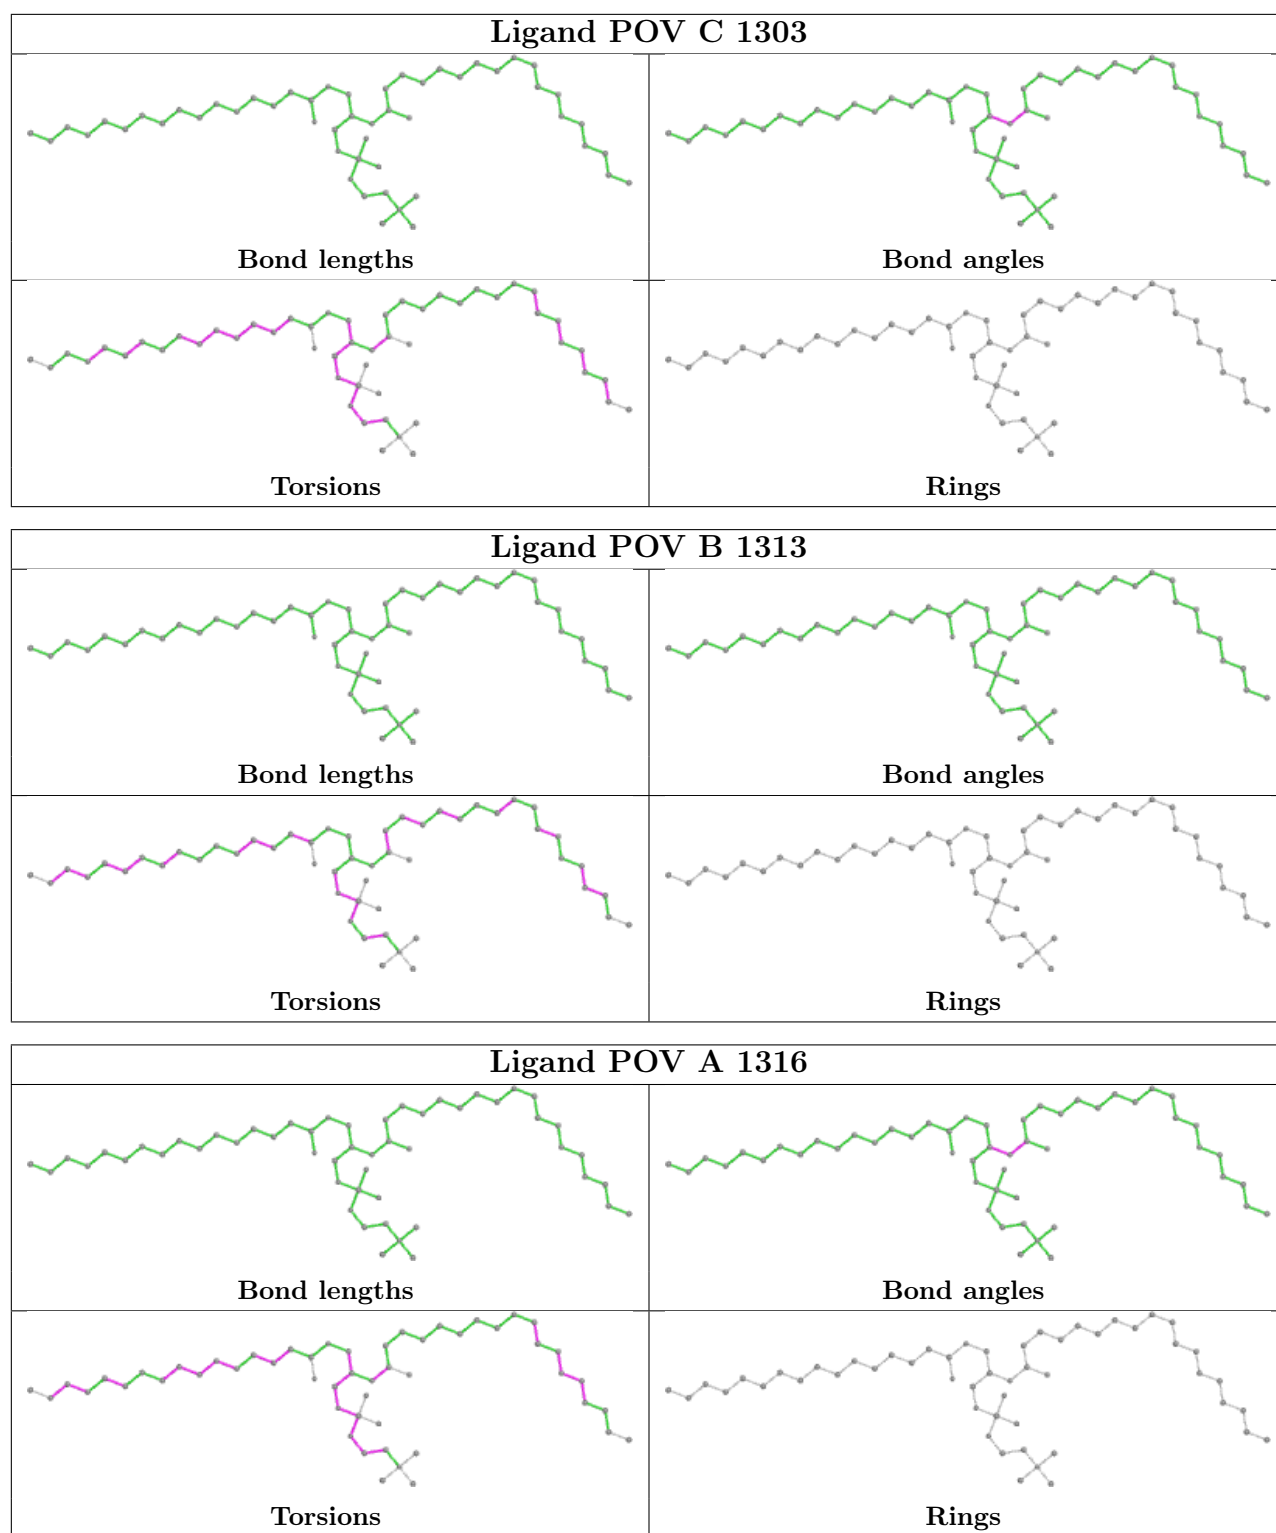 Ligand POV C 1303
Bond lengths
Bond angles
Torsions
Rings
Ligand POV B 1313
Bond lengths
Bond angles
Torsions
Rings
Ligand POV A 1316
Bond lengths
Bond angles
Torsions
Rings